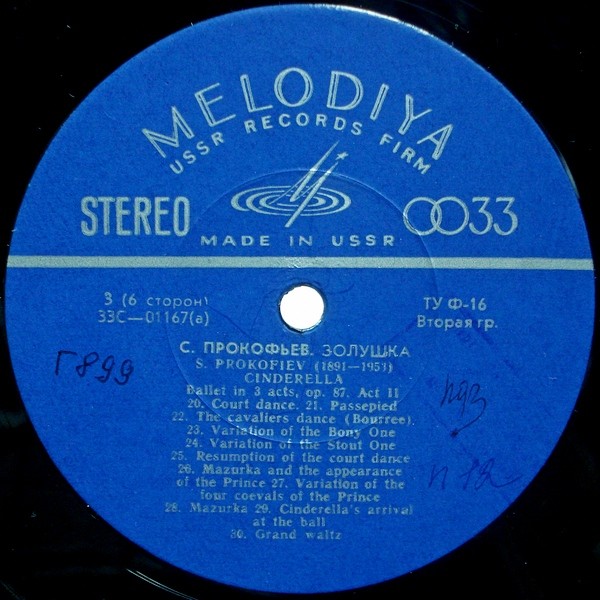 MELODIYA
USSR RECORDS FIRM
STEREO
33
MADE IN USSR
3 (6 сторон)
33С—01167(а)
ТУ Ф-16
Вторая гр.
С. ПРОКОФЬЕВ. ЗОЛУШКА
S. PROKOFIEV (1891—1953)
CINDERELLA
Ballet in 3 acts, op. 87. Act II
20. Court dance. 21. Passepied
22. The cavaliers dance (Bourree).
23. Variation of the Bony One
24. Variation of the Stout One
25. Resumption of the court dance
26. Mazurka and the appearance
of the Prince 27. Variation of the
four coevals of the Prince
28. Mazurka 29. Cinderella's arrival
at the ball
30. Grand waltz
Г899